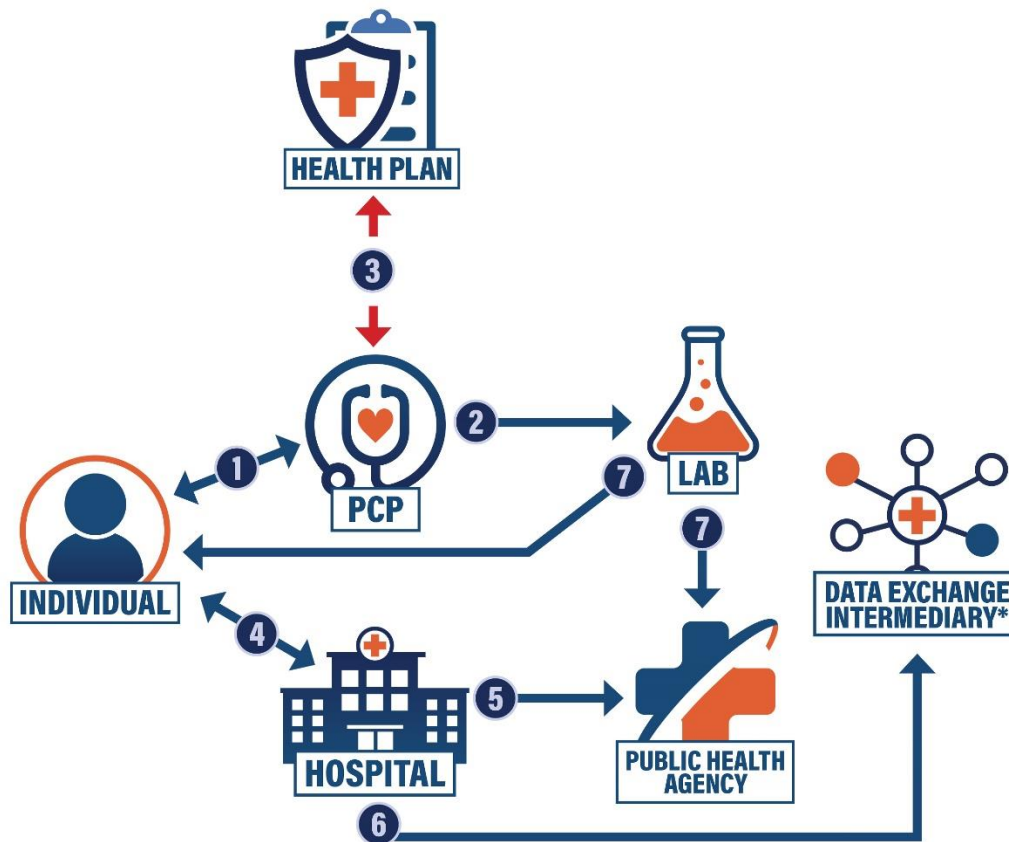 HEALTH PLAN
3
2
1
PCP
7
LAB
7
INDIVIDUAL
DATA EXCHANGE
INTERMEDIARY*
4
5
HOSPITAL
PUBLIC HEALTH
AGENCY
6